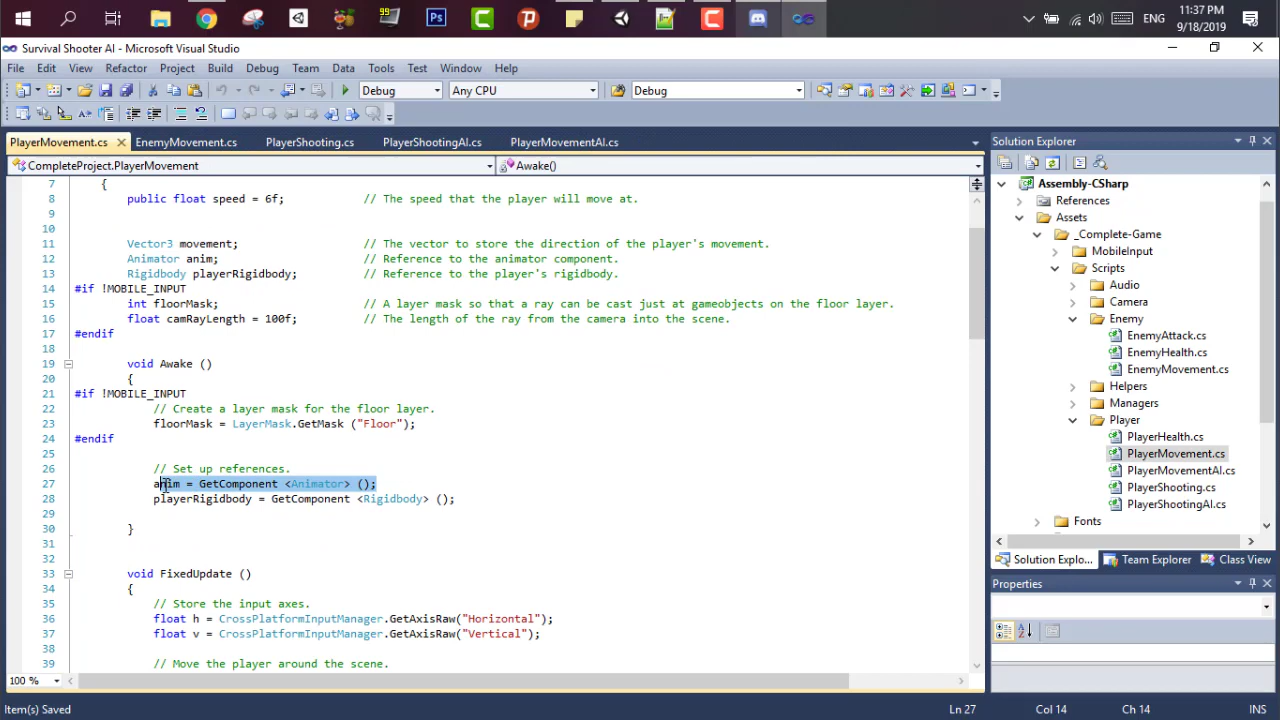 99
Ps
ENG
11:37 PM
9/18/2019
Survival Shooter AI - Microsoft Visual Studio
File Edit View Refactor Project Build Debug Team Data Tools Test Window Help
Debug Any CPU Debug
PlayerMovement.cs EnemyMovement.cs PlayerShooting.cs PlayerShootingAI.cs PlayerMovementAI.cs
CompleteProject.PlayerMovement Awake()
7 {
8 public float speed = 6f; // The speed that the player will move at.
9
10
11 Vector3 movement; // The vector to store the direction of the player's movement.
12 Animator anim; // Reference to the animator component.
13 Rigidbody playerRigidbody; // Reference to the player's rigidbody.
14 #if !MOBILE_INPUT
15 int floorMask; // A layer mask so that a ray can be cast just at gameobjects on the floor layer.
16 float camRayLength = 100f; // The length of the ray from the camera into the scene.
17 #endif
18
19 void Awake ()
20 {
21 #if !MOBILE_INPUT
22 // Create a layer mask for the floor layer.
23 floorMask = LayerMask.GetMask ("Floor");
24 #endif
25
26 // Set up references.
27 anim = GetComponent <Animator> ();
28 playerRigidbody = GetComponent <Rigidbody> ();
29
30 }
31
32
33 void FixedUpdate ()
34 {
35 // Store the input axes.
36 float h = CrossPlatformInputManager.GetAxisRaw("Horizontal");
37 float v = CrossPlatformInputManager.GetAxisRaw("Vertical");
38
39 // Move the player around the scene.
100 %
Solution Explorer
Assembly-CSharp
References
Assets
_Complete-Game
MobileInput
Scripts
Audio
Camera
Enemy
EnemyAttack.cs
EnemyHealth.cs
EnemyMovement.cs
Helpers
Managers
Player
PlayerHealth.cs
PlayerMovement.cs
PlayerMovementAI.cs
PlayerShooting.cs
PlayerShootingAI.cs
Fonts
Solution Explo... Team Explorer Class View
Properties
Item(s) Saved Ln 27 Col 14 Ch 14 INS